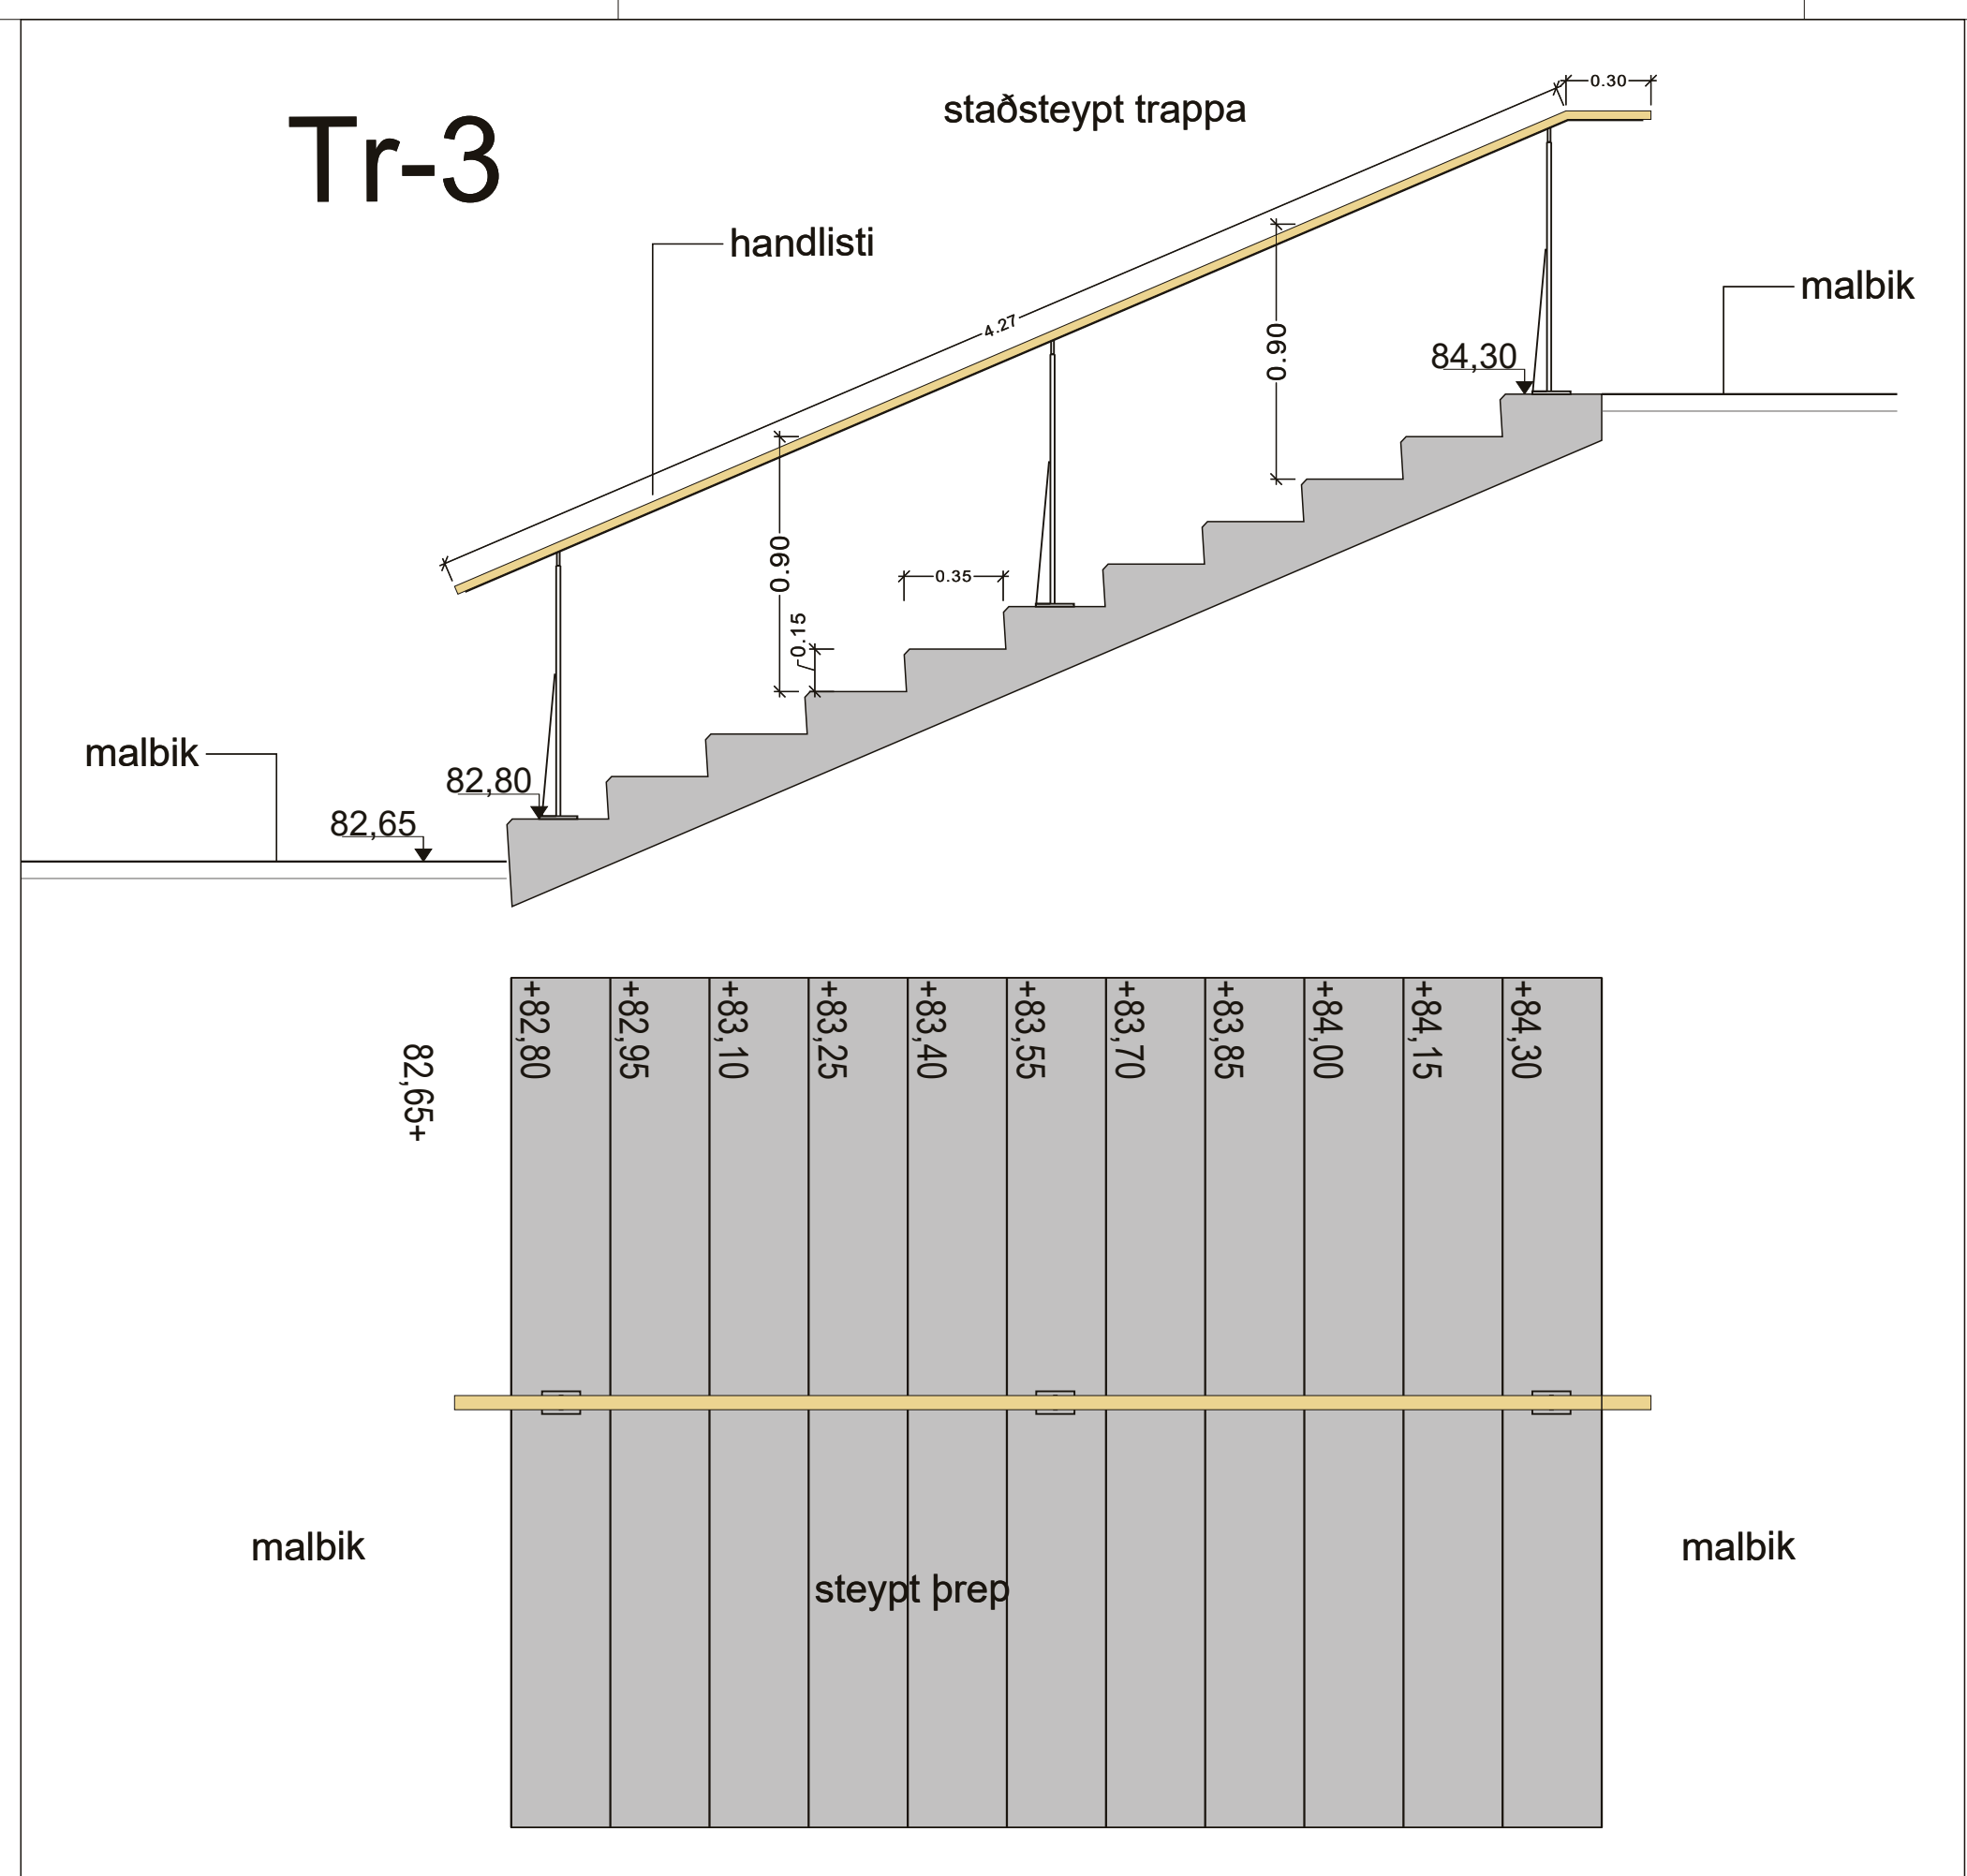 staðsteypt trappa
0.30
Tr-3
handlisti
malbik
4.27
0.90
84,30
0.90
0.35
0.15
malbik
82,80
82,65
+82,80
+82,95
+83,10
+83,25
+83,40
+83,55
+83,70
+83,85
+84,00
+84,15
+84,30
82,65+
malbik
malbik
steypt þrep